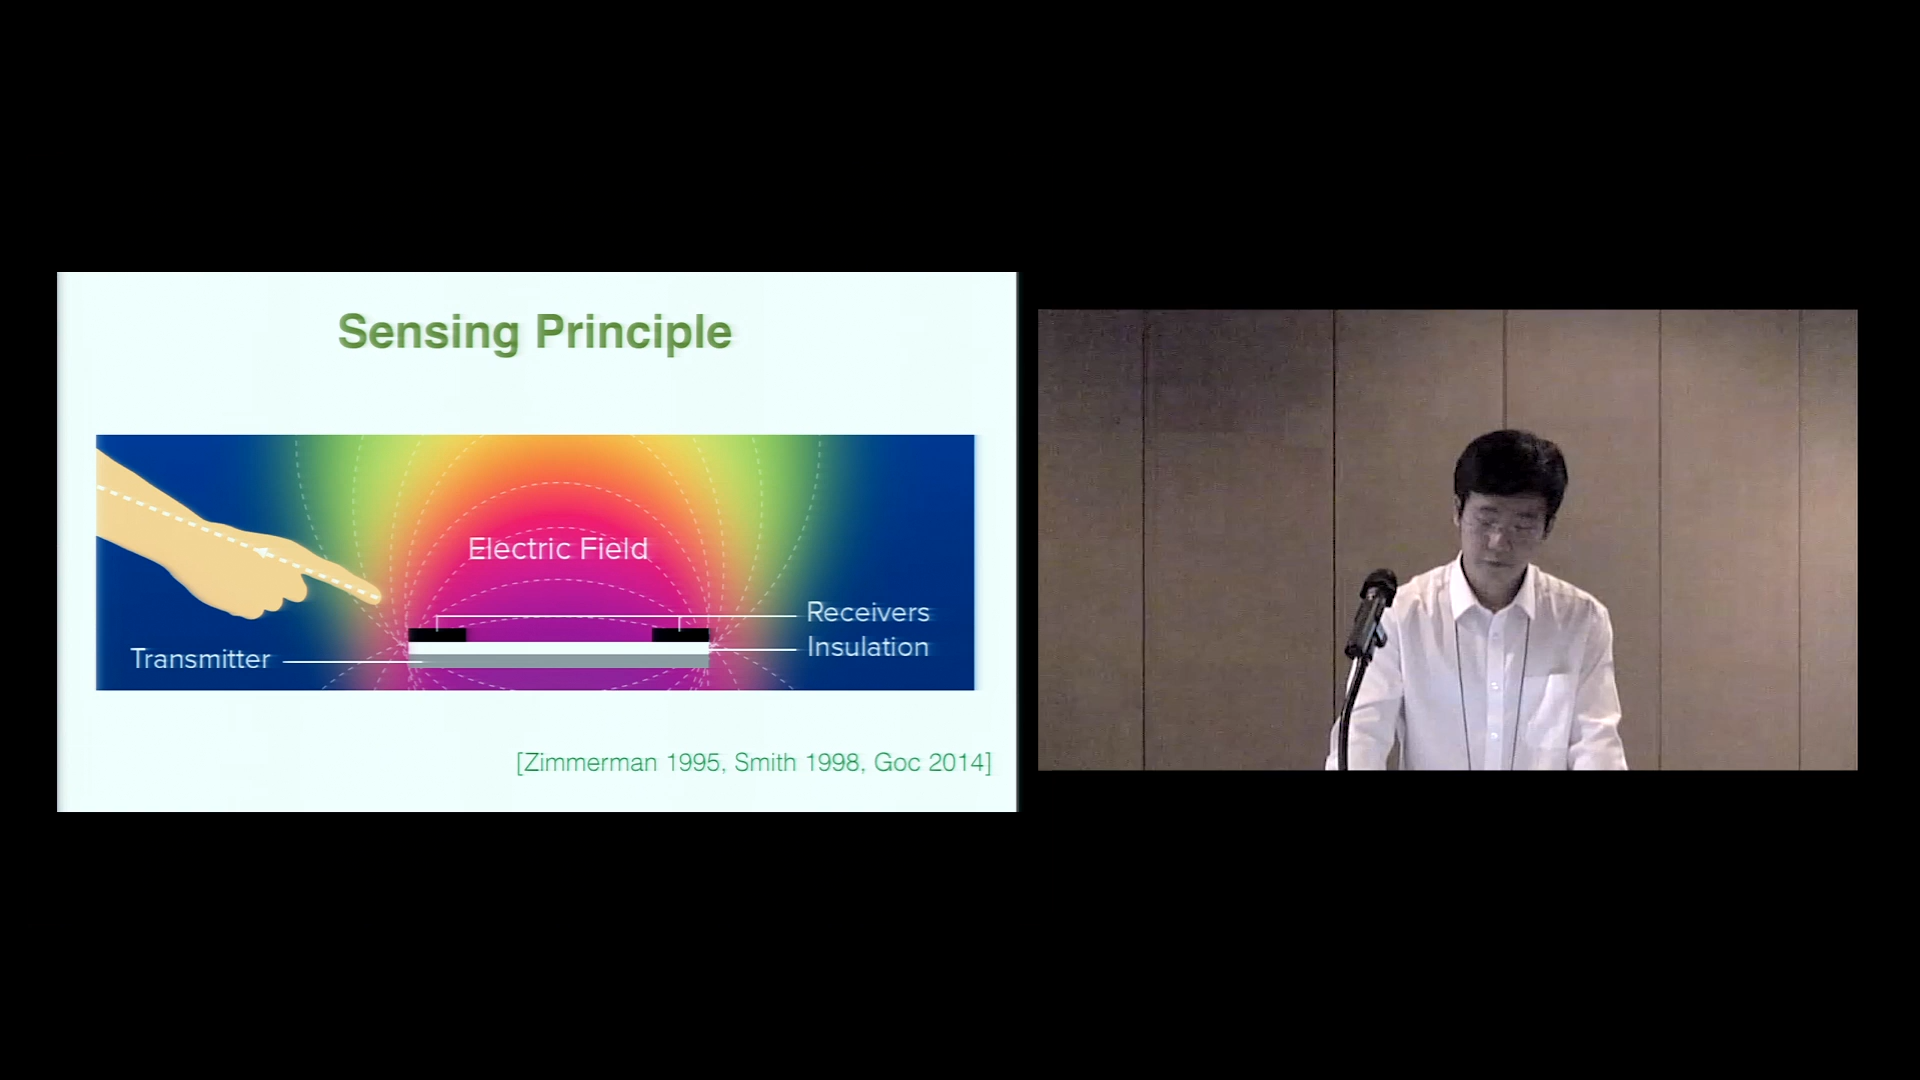 Sensing Principle
Electric Field
Receivers
Insulation
Transmitter
[Zimmerman 1995, Smith 1998, Goc 2014]